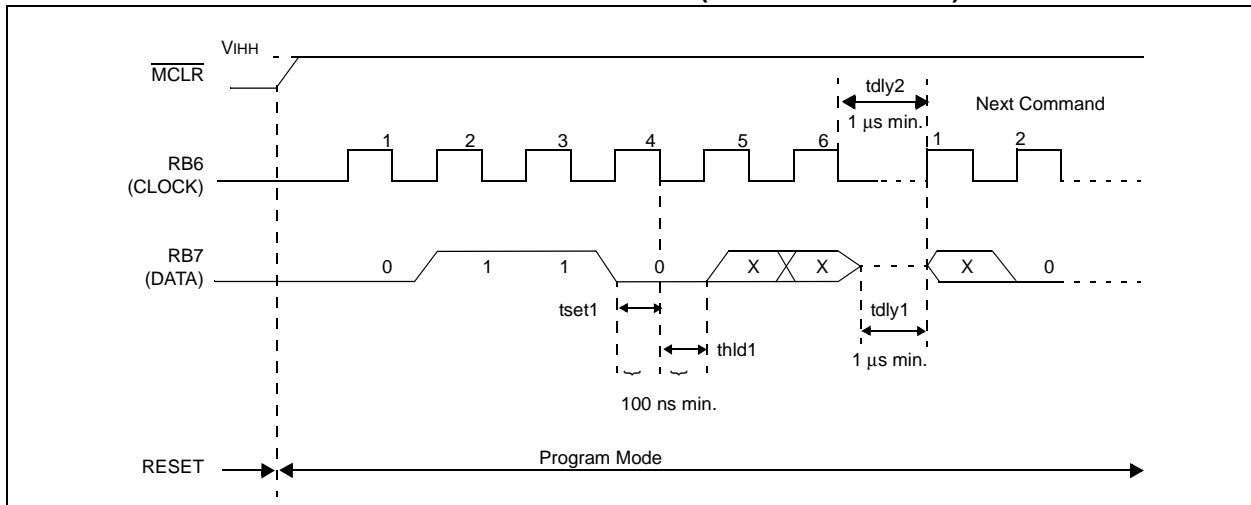 VIHH
MCLR
tdly2
Next Command
1 µs min.
1 2 3 4 5 6 1 2
RB6
(CLOCK)
RB7
(DATA)
0 1 1 0 X X X 0
tset1
tdly1
thld1
1 µs min.
100 ns min.
RESET
Program Mode